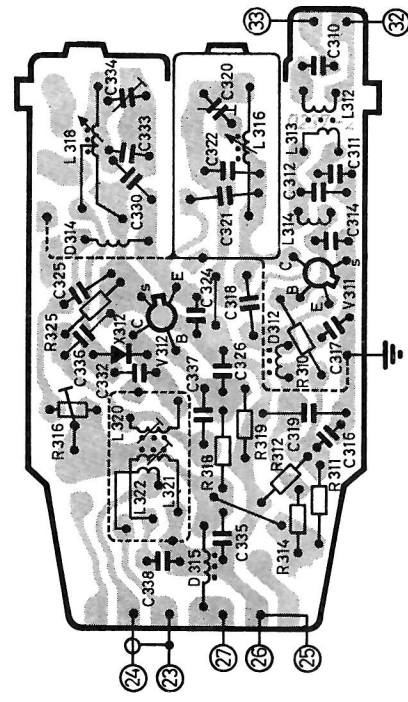 33
32
C334
C320
C310
L318
C333
L316
L313
L312
C330
C322
C321
C312
C311
D314
L314
C314
C325
R325
C336
X312
C332
V312
C
s
E
B
C324
C318
D312
R310
C
B
E
s
V311
C317
R316
L320
L322
L321
C337
C326
R318
R319
C319
R312
C316
R311
R314
C338
D315
C335
24
23
27
26
25